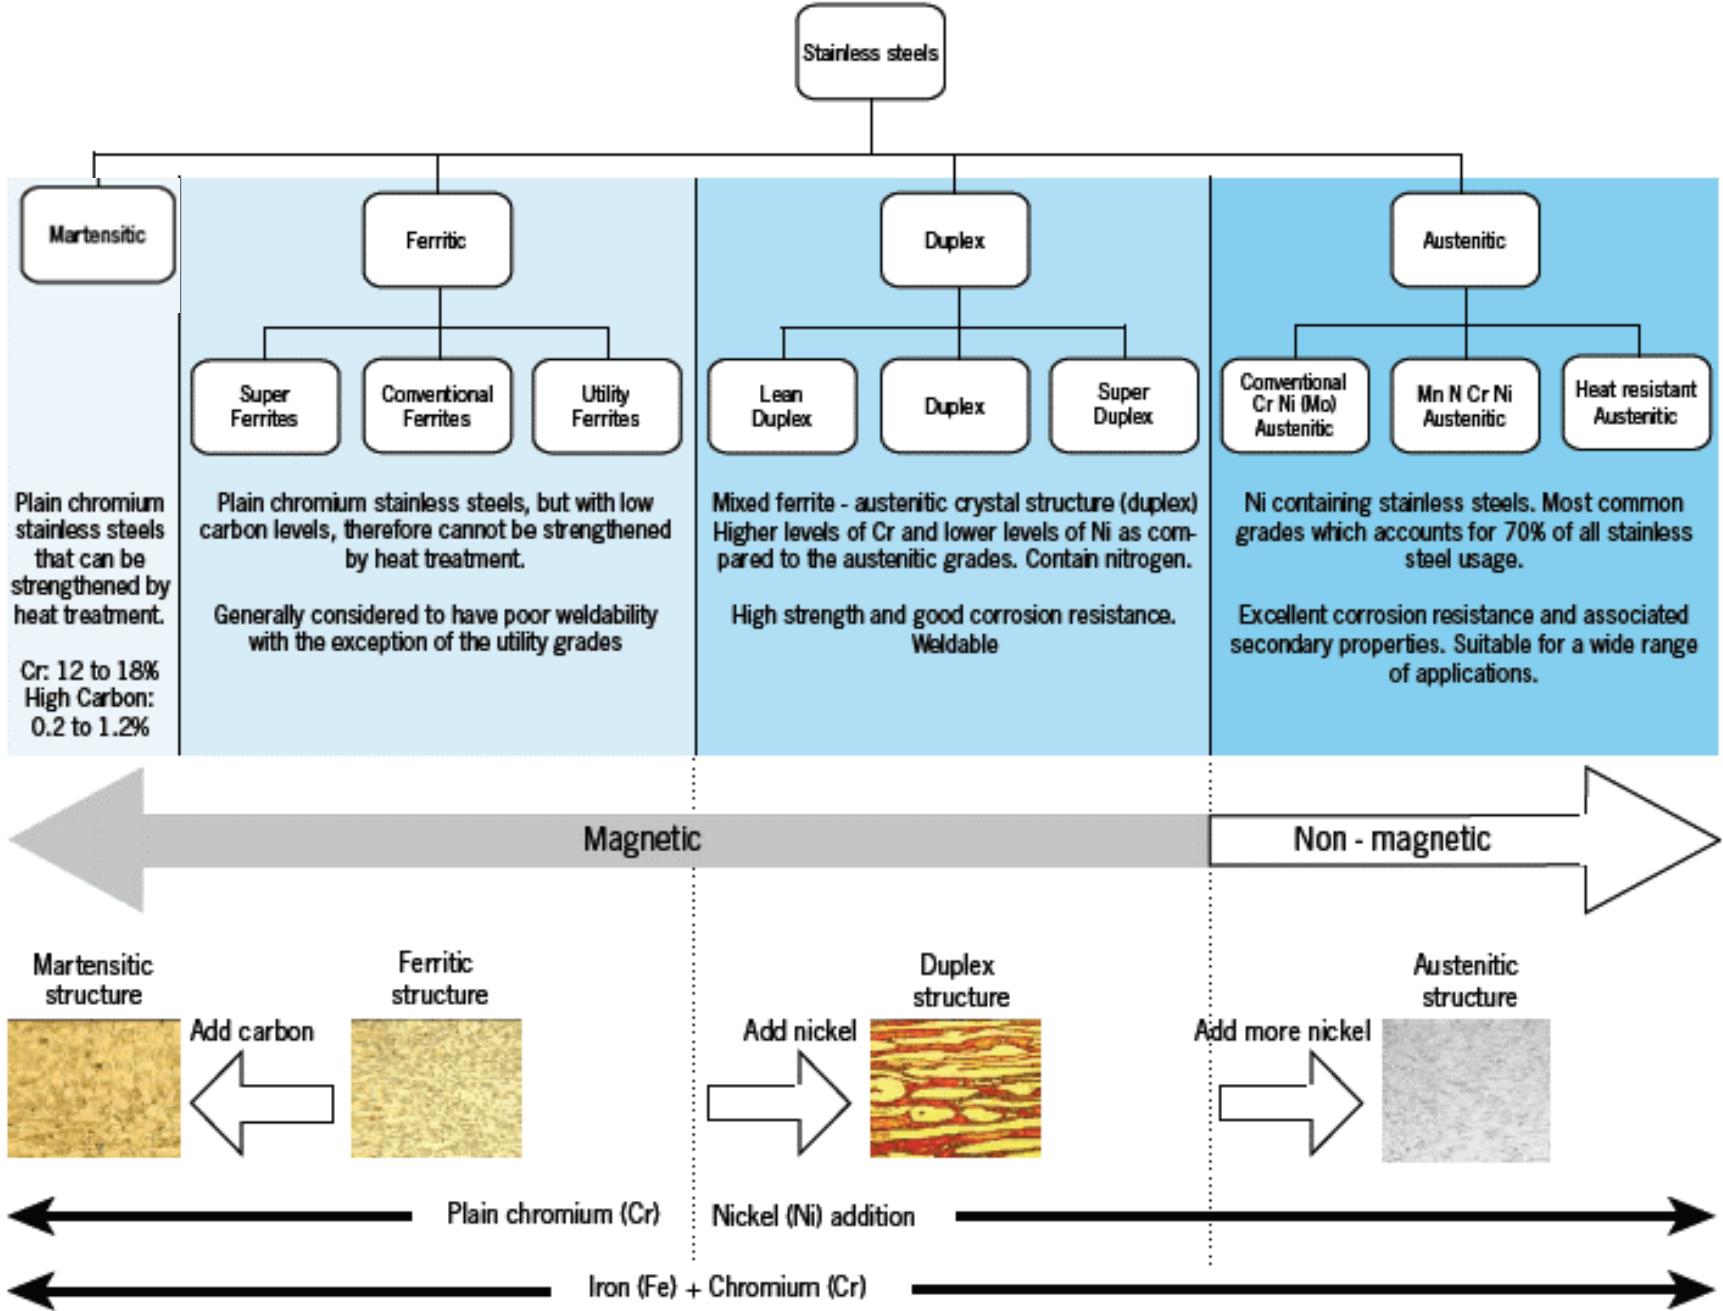 Stainless steels
Martensitic
Ferritic
Duplex
Austenitic
Super
Ferrites
Conventional
Ferrites
Utility
Ferrites
Lean
Duplex
Duplex
Super
Duplex
Conventional
Cr Ni (Mo)
Austenitic
Mn N Cr Ni
Austenitic
Heat resistant
Austenitic
Plain chromium
stainless steels
that can be
strengthened by
heat treatment.
Cr: 12 to 18%
High Carbon:
0.2 to 1.2%
Plain chromium stainless steels, but with low
carbon levels, therefore cannot be strengthened
by heat treatment.
Generally considered to have poor weldability
with the exception of the utility grades
Mixed ferrite - austenitic crystal structure (duplex)
Higher levels of Cr and lower levels of Ni as com-
pared to the austenitic grades. Contain nitrogen.
High strength and good corrosion resistance.
Weldable
Ni containing stainless steels. Most common
grades which accounts for 70% of all stainless
steel usage.
Excellent corrosion resistance and associated
secondary properties. Suitable for a wide range
of applications.
Magnetic
Non - magnetic
Martensitic
structure
Add carbon
Ferritic
structure
Add nickel
Duplex
structure
Add more nickel
Austenitic
structure
Plain chromium (Cr)
Nickel (Ni) addition
Iron (Fe) + Chromium (Cr)